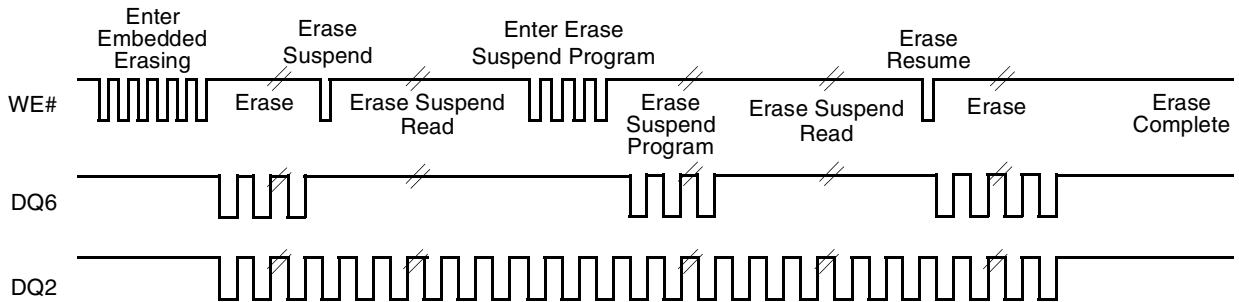 Enter
Embedded
Erasing
Erase
Suspend
Enter Erase
Suspend Program
Erase
Resume
WE#
Erase
Erase Suspend
Read
Erase
Suspend
Program
Erase Suspend
Read
Erase
Erase
Complete
DQ6
DQ2